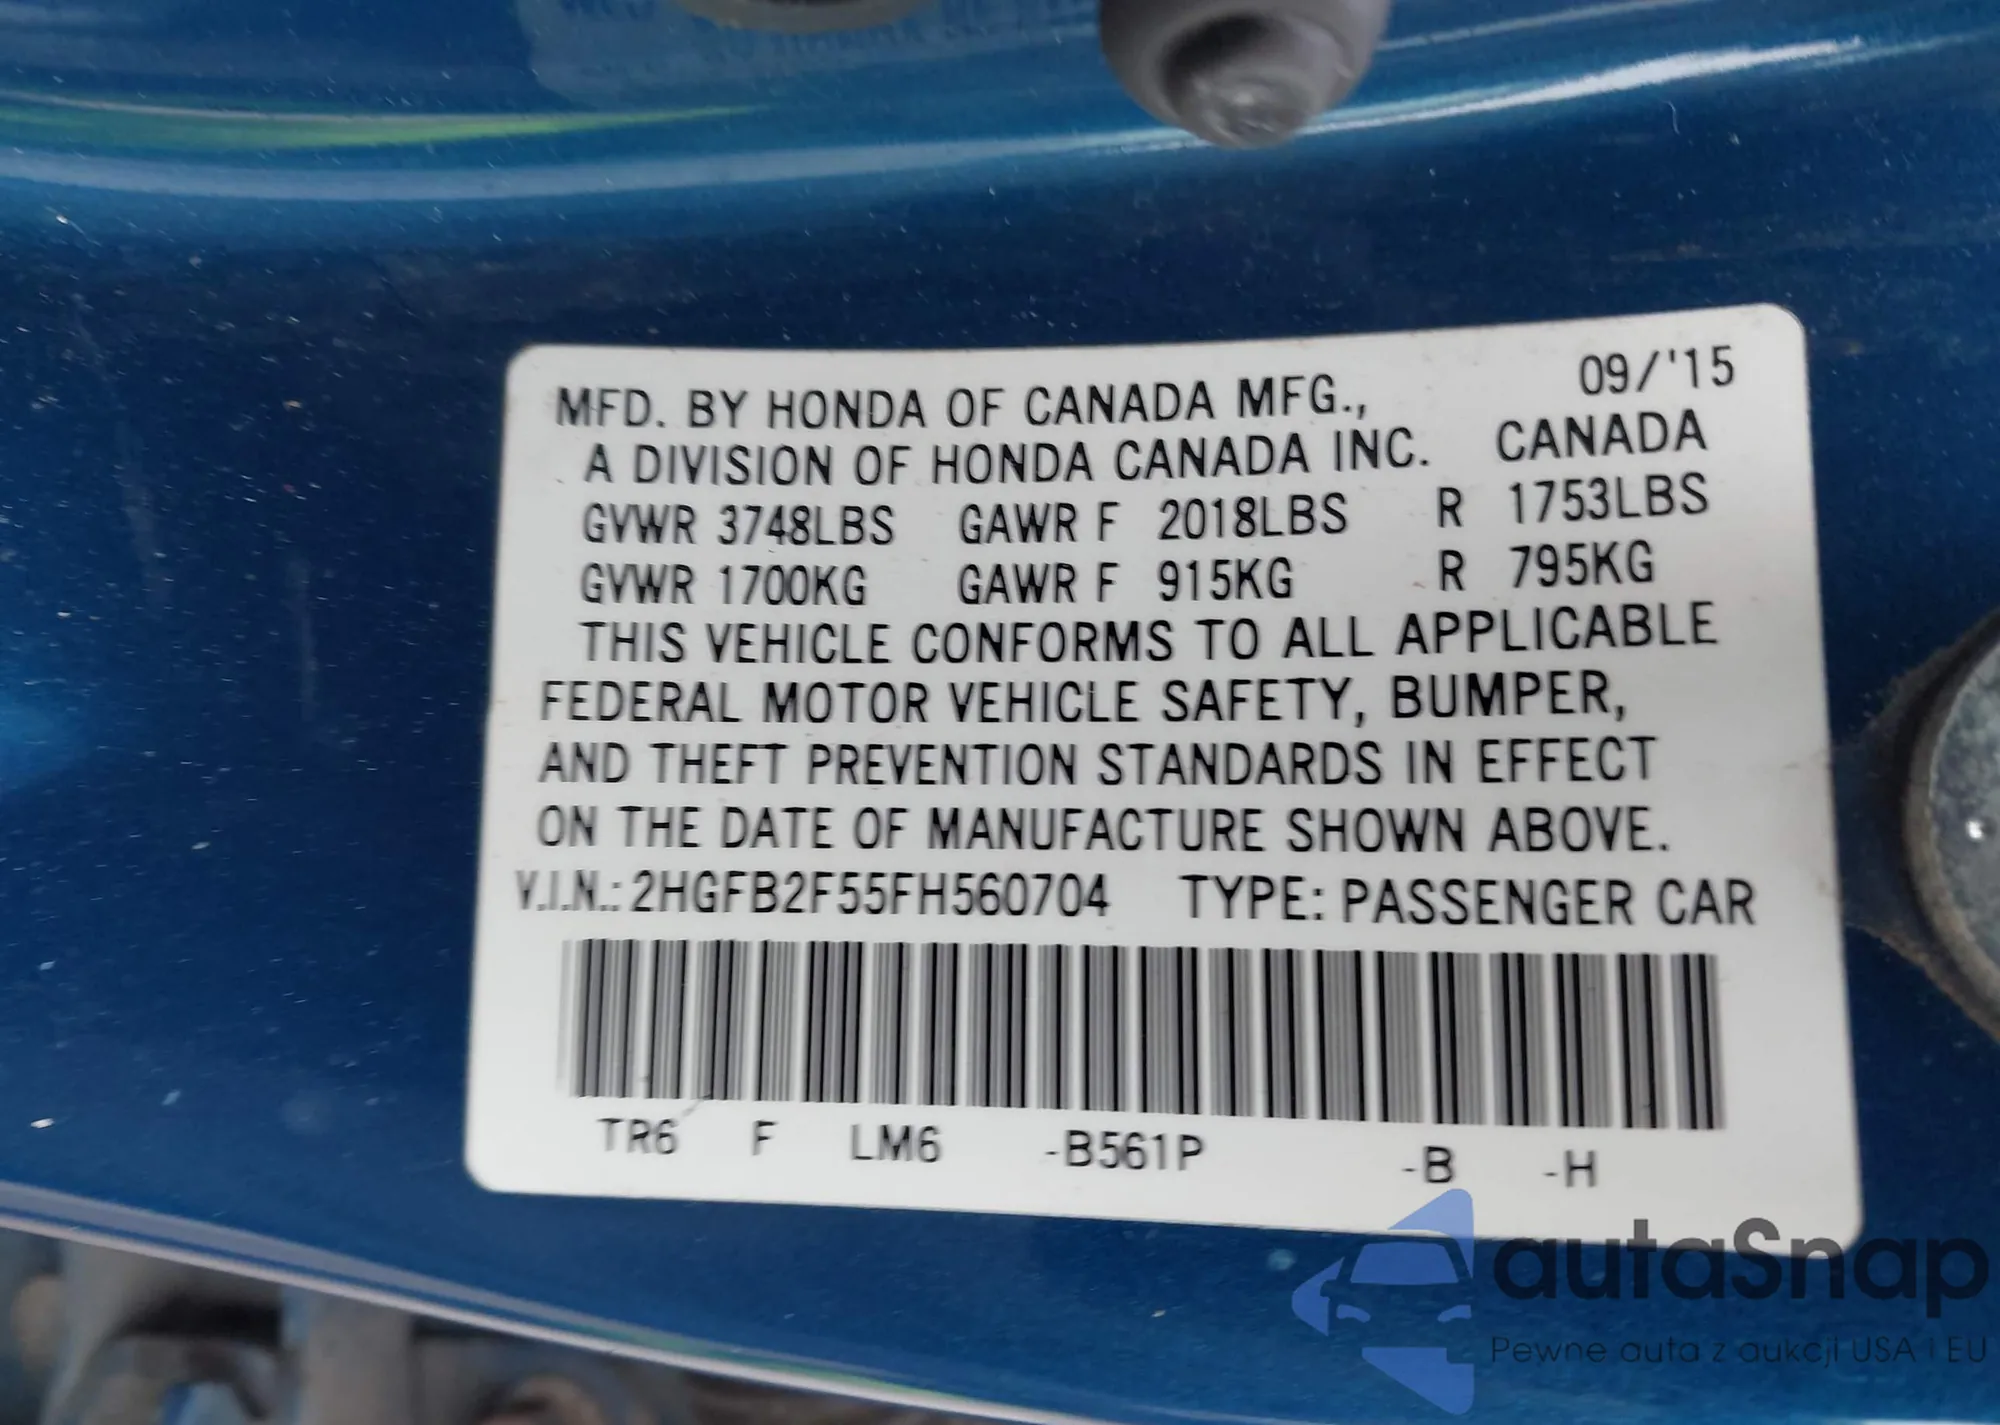 MFD. BY HONDA OF CANADA MFG., 09/'15
A DIVISION OF HONDA CANADA INC. CANADA
GVWR 3748LBS GAWR F 2018LBS R 1753LBS
GVWR 1700KG GAWR F 915KG R 795KG
THIS VEHICLE CONFORMS TO ALL APPLICABLE
FEDERAL MOTOR VEHICLE SAFETY, BUMPER,
AND THEFT PREVENTION STANDARDS IN EFFECT
ON THE DATE OF MANUFACTURE SHOWN ABOVE.
V.I.N.: 2HGFB2F55FH560704 TYPE: PASSENGER CAR
TR6 F LM6 -B561P -B -H
autaSnap
Pewne auta z aukcji USA i EU